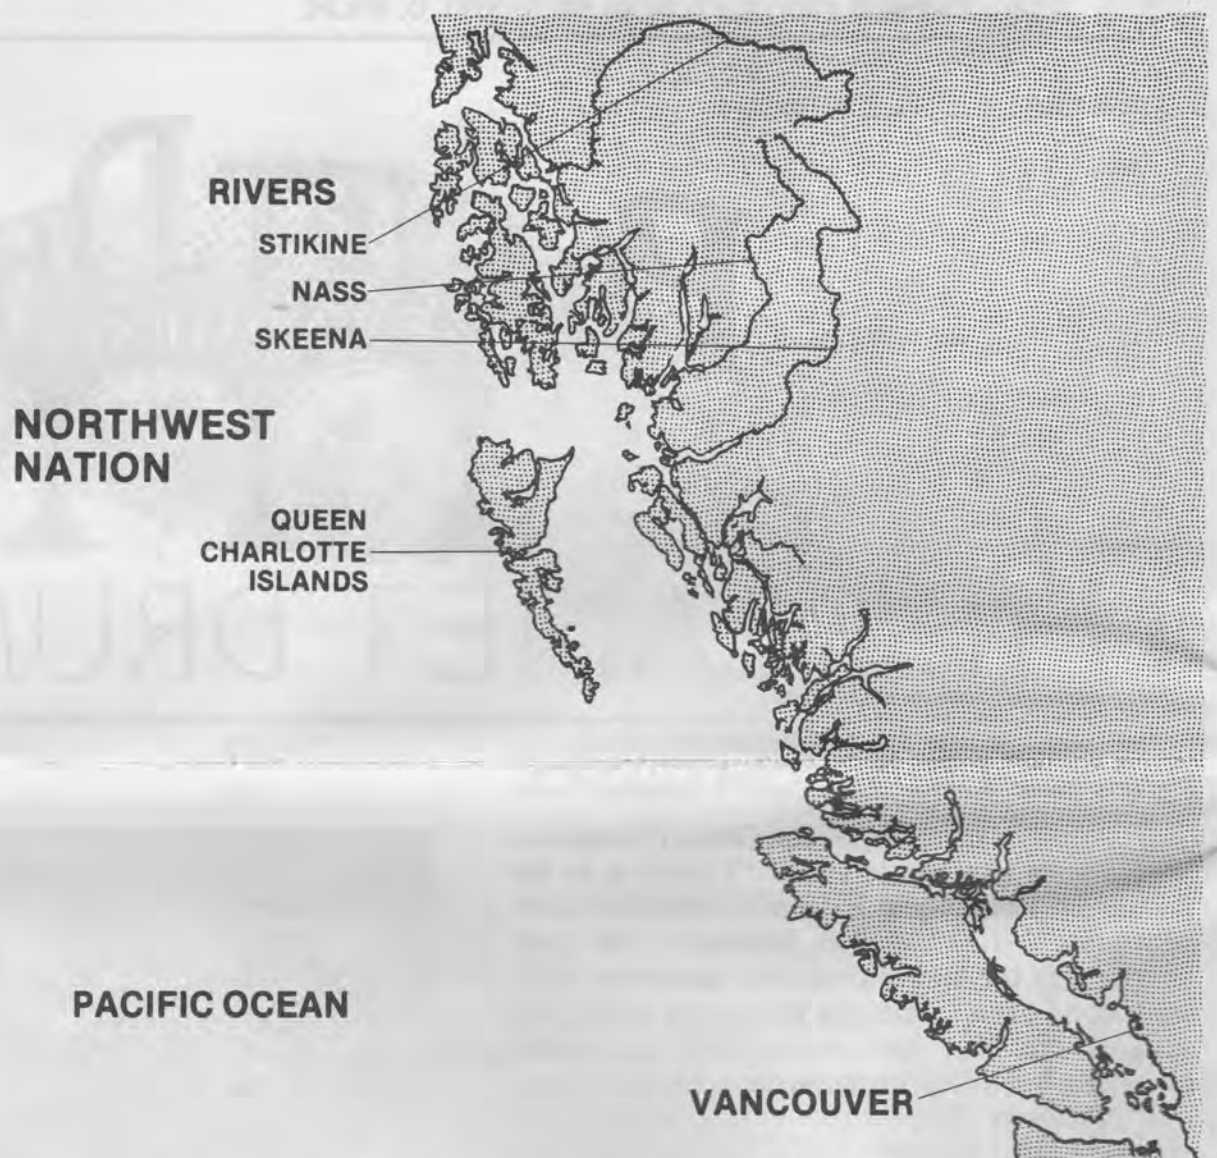 RIVERS
STIKINE
NASS
SKEENA
NORTHWEST
NATION
QUEEN
CHARLOTTE
ISLANDS
PACIFIC OCEAN
VANCOUVER